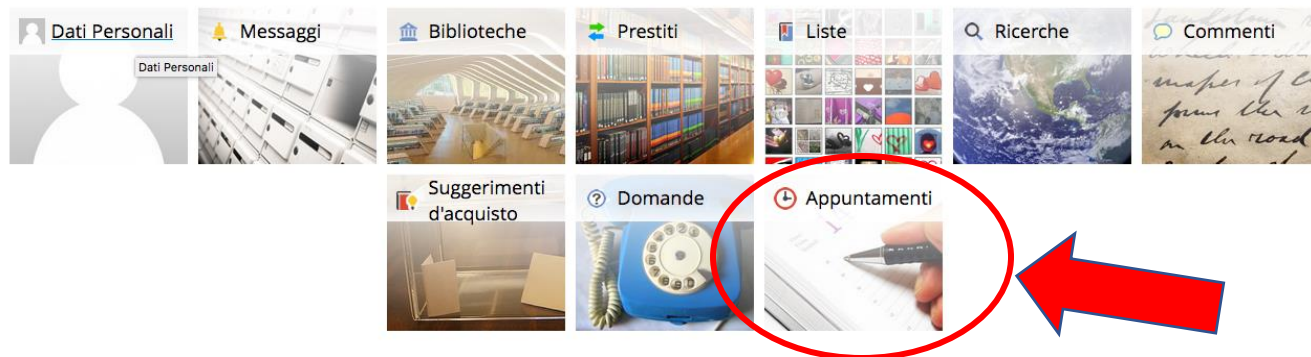 Dati Personali
Messaggi
Biblioteche
Prestiti
Liste
Ricerche
Commenti
Dati Personali
Suggerimenti
d'acquisto
Domande
Appuntamenti